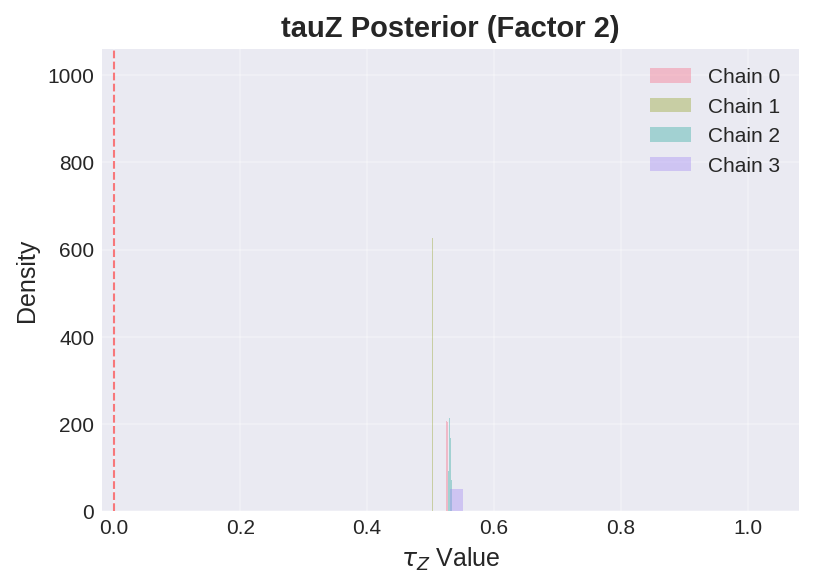 tauZ Posterior (Factor 2)
1000
800
600
400
200
0
Density
0.0 0.2 0.4 0.6 0.8 1.0
τZ Value
Chain 0
Chain 1
Chain 2
Chain 3